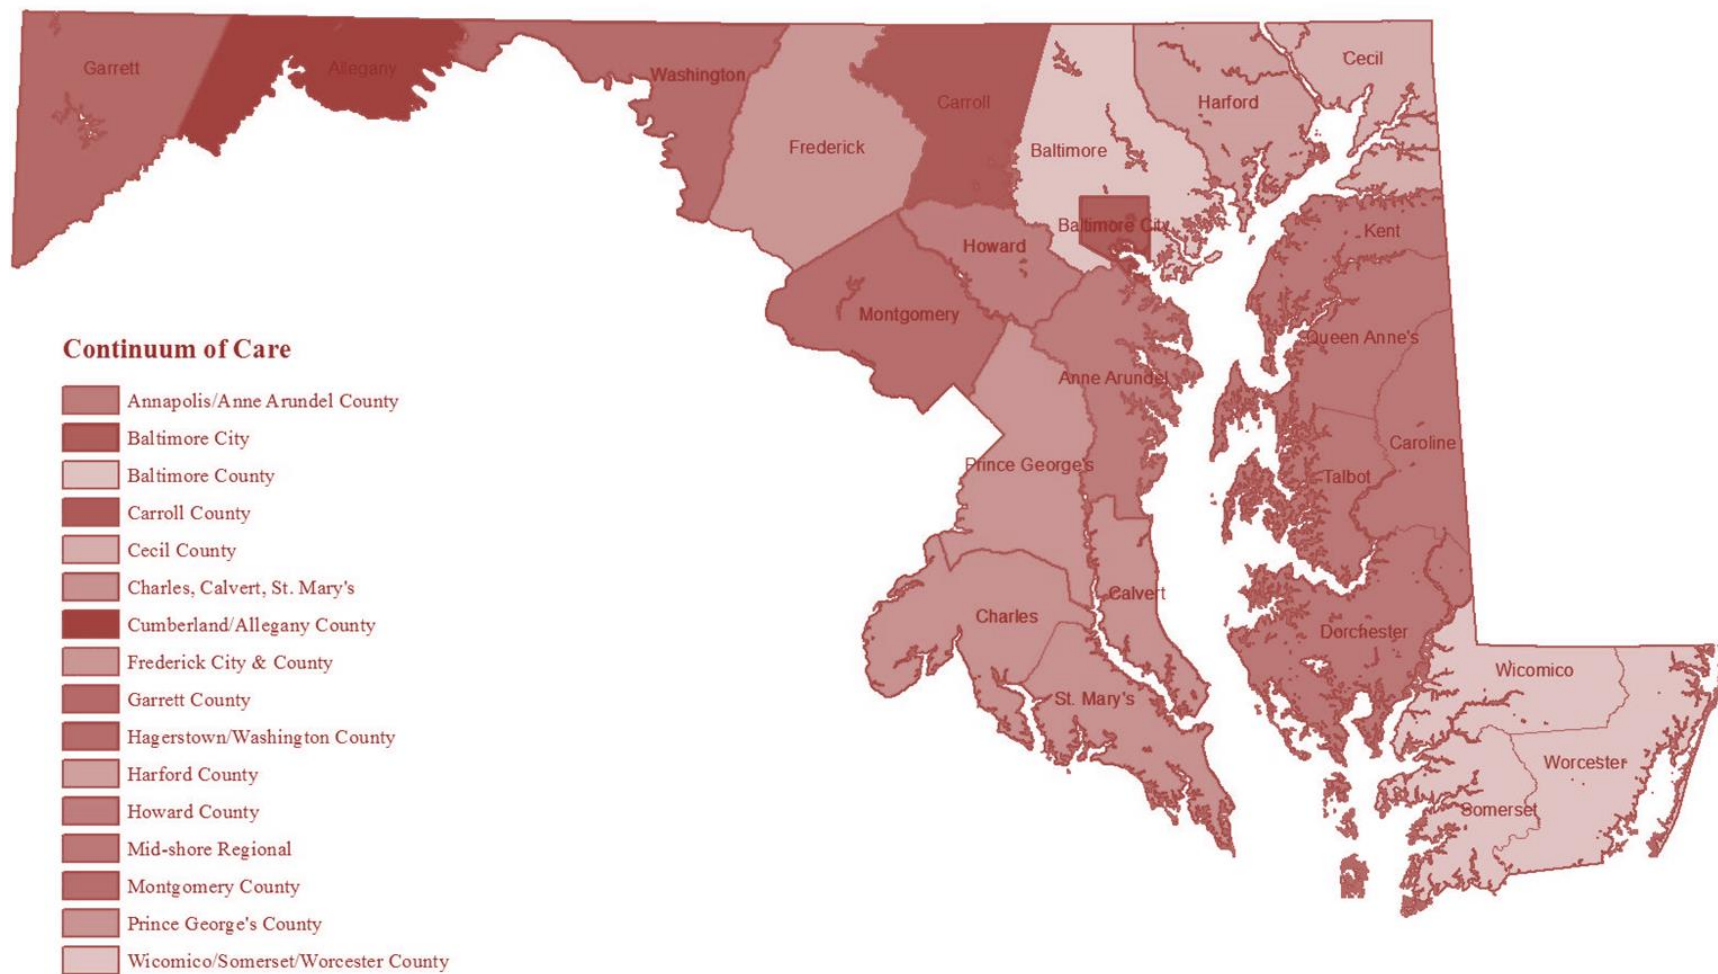 Garrett
Allegany
Washington
Frederick
Carroll
Baltimore
Harford
Cecil
Baltimore City
Howard
Kent
Montgomery
Queen Anne's
Anne Arundel
Caroline
Prince George's
Talbot
Calvert
Charles
Dorchester
St. Mary's
Wicomico
Worcester
Somerset
Continuum of Care
Annapolis/Anne Arundel County
Baltimore City
Baltimore County
Carroll County
Cecil County
Charles, Calvert, St. Mary's
Cumberland/Allegany County
Frederick City & County
Garrett County
Hagerstown/Washington County
Harford County
Howard County
Mid-shore Regional
Montgomery County
Prince George's County
Wicomico/Somerset/Worcester County